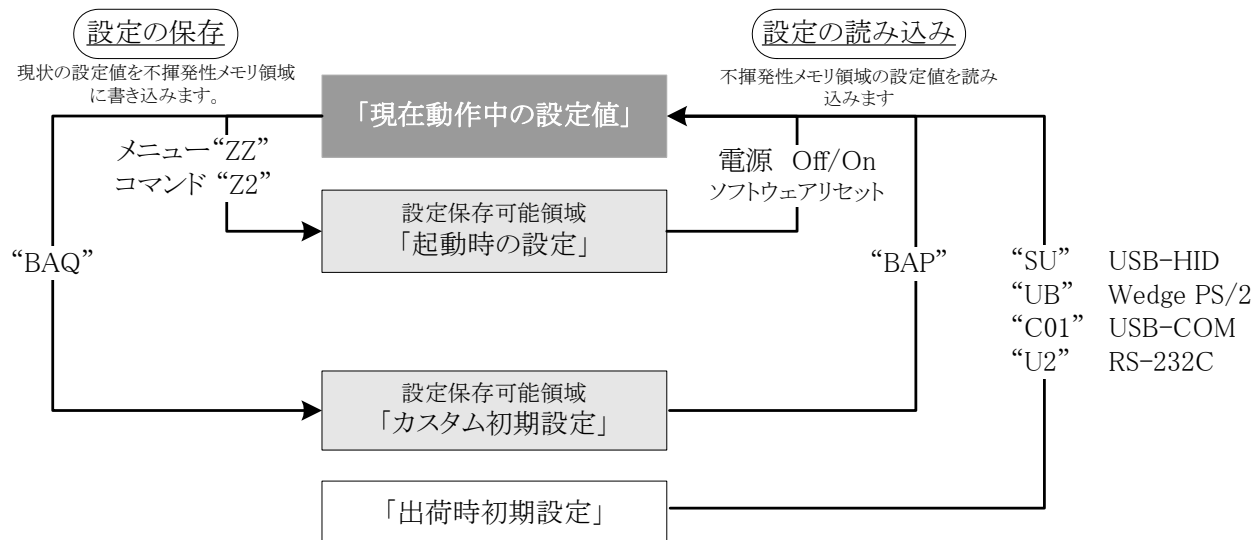 設定の保存
現状の設定値を不揮発性メモリ領域
に書き込みます。
設定の読み込み
不揮発性メモリ領域の設定値を読み
込みます
「現在動作中の設定値」
メニュー“ZZ”
コマンド “Z2”
電源 Off/On
ソフトウェアリセット
設定保存可能領域
「起動時の設定」
“BAQ”
“BAP”
“SU” USB-HID
“UB” Wedge PS/2
“C01” USB-COM
“U2” RS-232C
設定保存可能領域
「カスタム初期設定」
「出荷時初期設定」